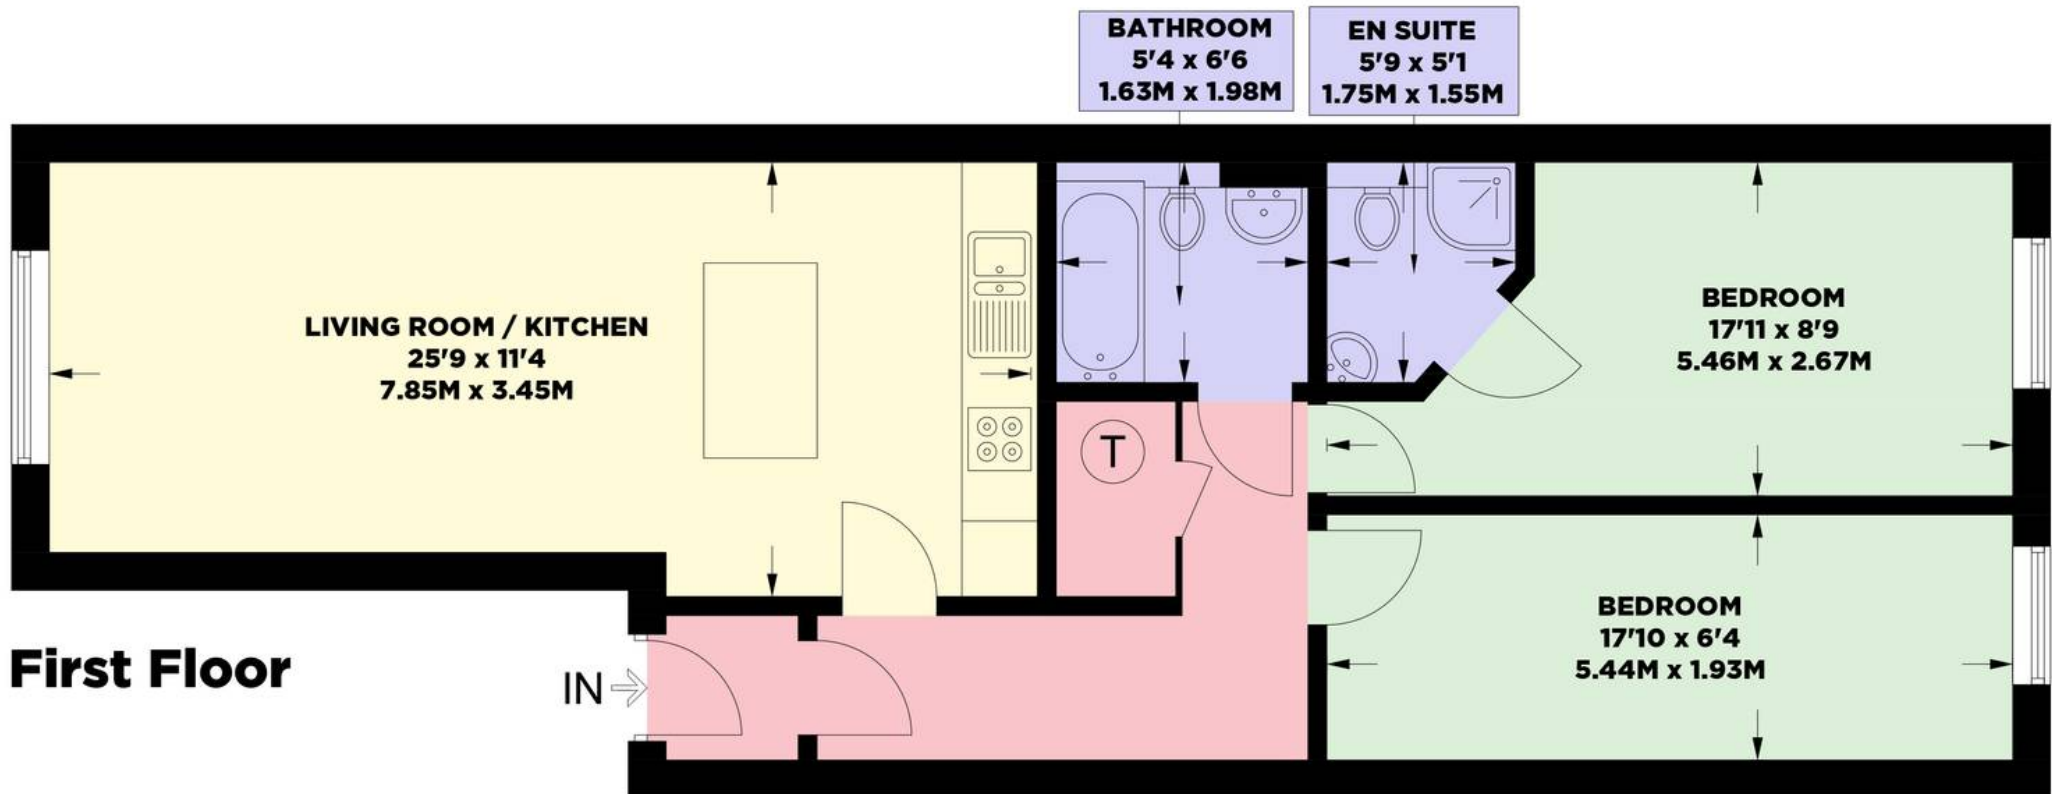 BATHROOM
5'4 x 6'6
1.63M x 1.98M
EN SUITE
5'9 x 5'1
1.75M x 1.55M
LIVING ROOM / KITCHEN
25'9 x 11'4
7.85M x 3.45M
BEDROOM
17'11 x 8'9
5.46M x 2.67M
T
BEDROOM
17'10 x 6'4
5.44M x 1.93M
First Floor
IN